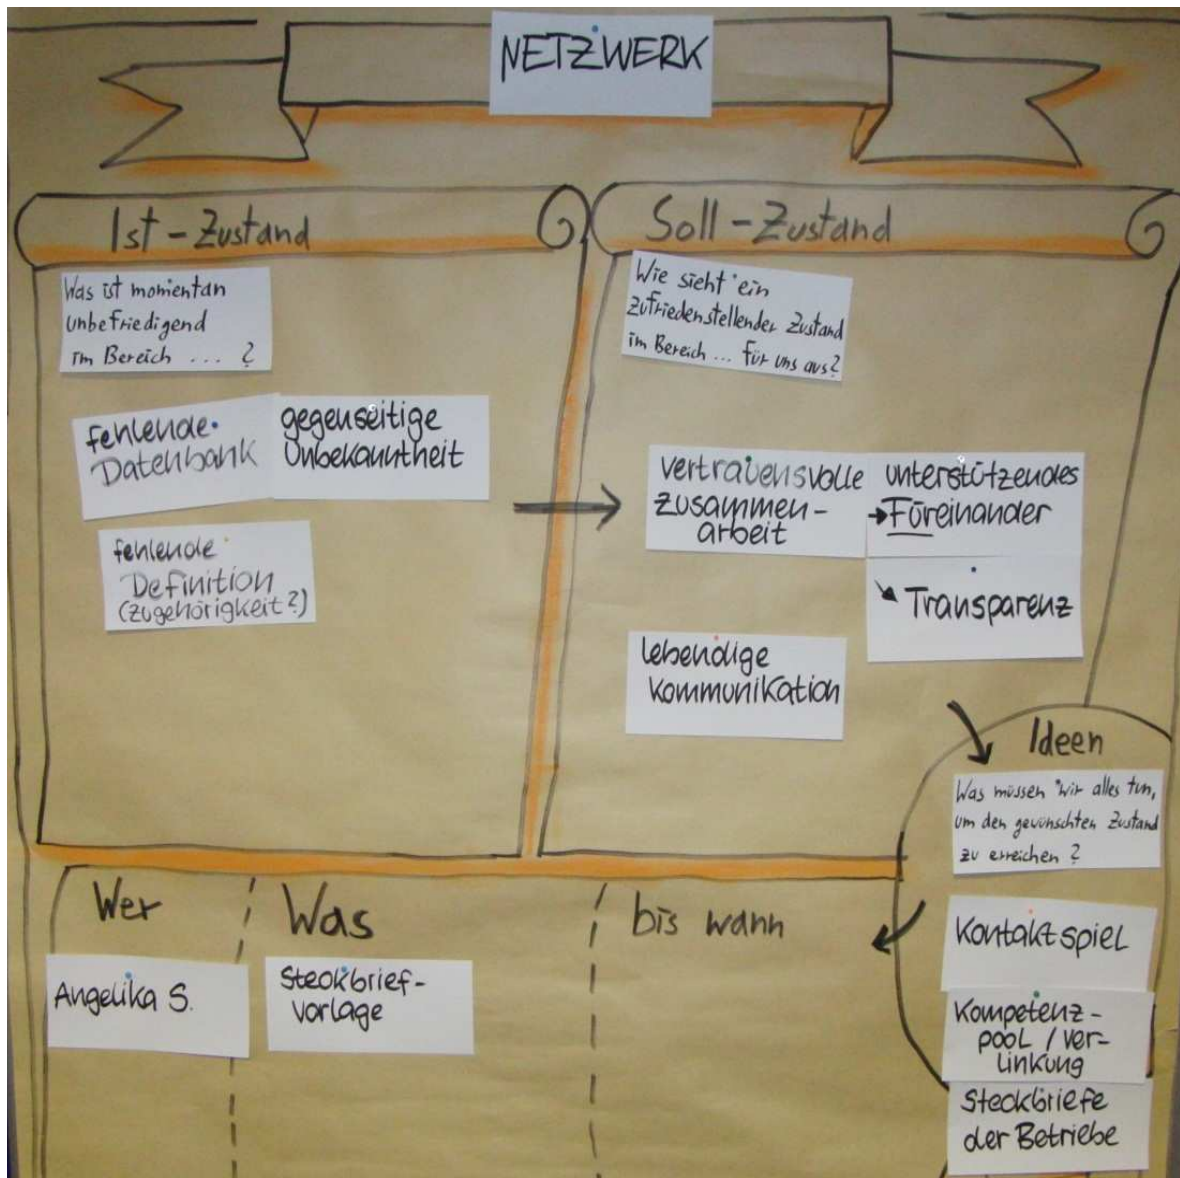 NETZWERK
Ist-Zustand
Was ist momentan
unbefriedigend
im Bereich ... ?
fehlende
Datenbank
gegenseitige
Unbekanntheit
fehlende
Definition
(Zugehörigkeit?)
Soll-Zustand
Wie sieht ein
zufriedenstellender Zustand
im Bereich ... für uns aus?
vertrauensvolle
Zusammen-
arbeit
unterstützendes
→Füreinander
Transparenz
lebendige
Kommunikation
Ideen
Was müssen wir alles tun,
um den gewünschten Zustand
zu erreichen ?
Kontaktspiel
Kompetenz-
pool / Ver-
linkung
Steckbriefe
der Betriebe
Wer
Was
bis wann
Angelika S.
Steckbrief-
vorlage